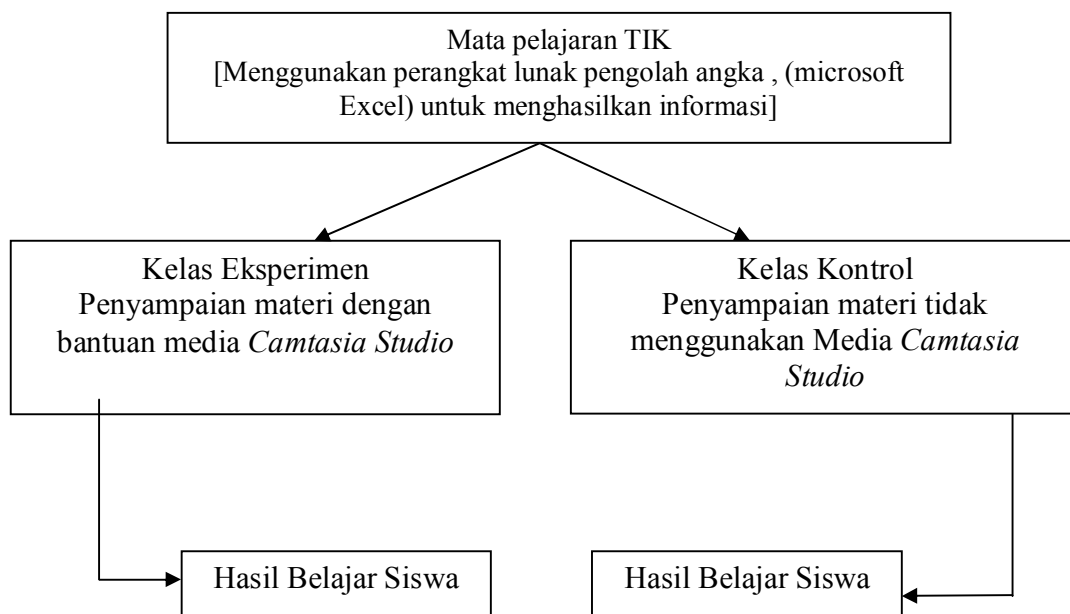 Mata pelajaran TIK
[Menggunakan perangkat lunak pengolah angka , (microsoft
Excel) untuk menghasilkan informasi]
Kelas Eksperimen
Penyampaian materi dengan
bantuan media Camtasia Studio
Kelas Kontrol
Penyampaian materi tidak
menggunakan Media Camtasia
Studio
Hasil Belajar Siswa
Hasil Belajar Siswa